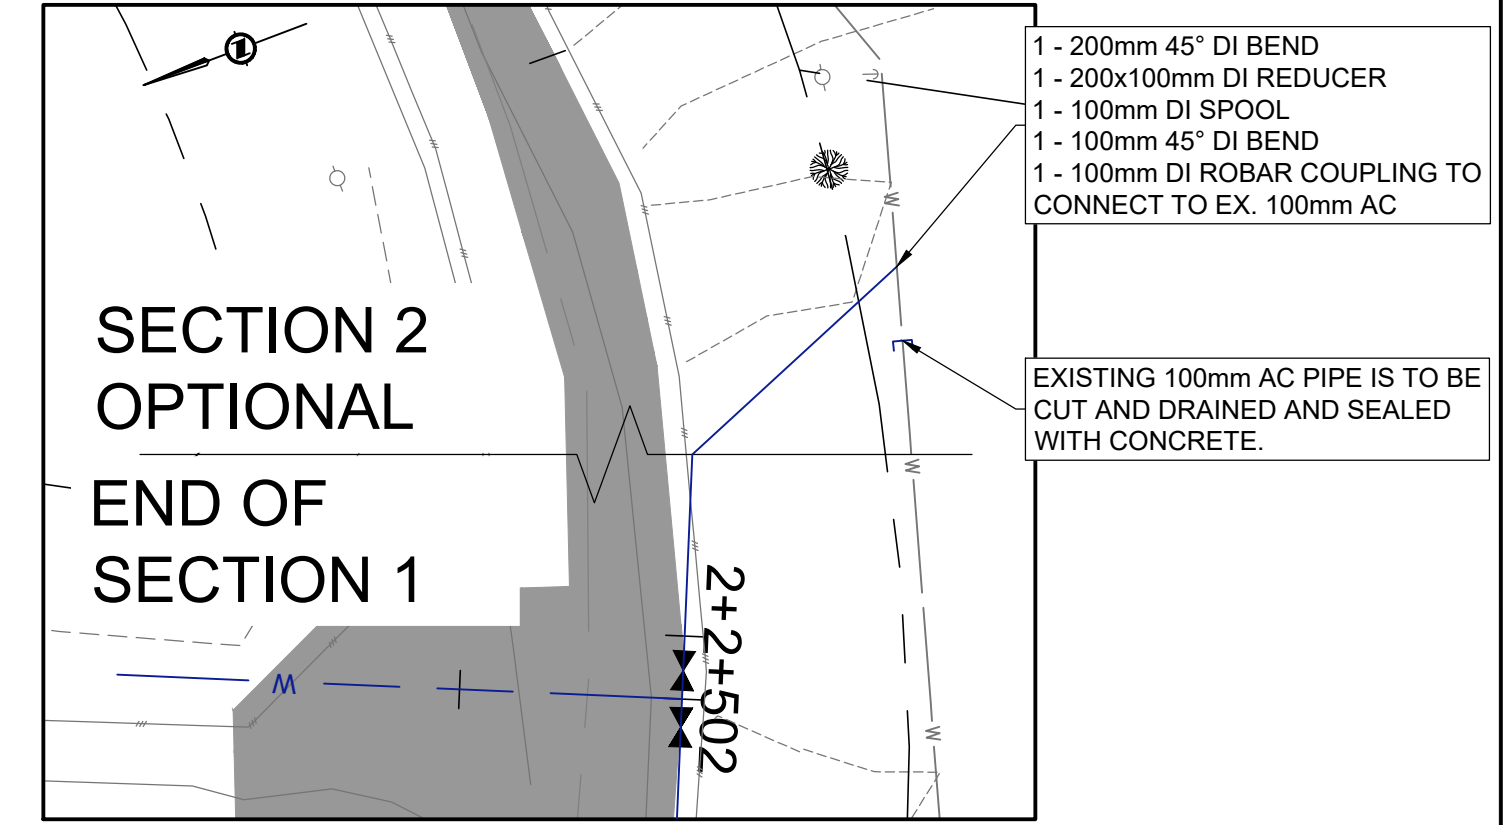 1 - 200mm 45° DI BEND
1 - 200x100mm DI REDUCER
1 - 100mm DI SPOOL
1 - 100mm 45° DI BEND
1 - 100mm DI ROBAR COUPLING TO
CONNECT TO EX. 100mm AC
W
SECTION 2
OPTIONAL
EXISTING 100mm AC PIPE IS TO BE
CUT AND DRAINED AND SEALED
WITH CONCRETE.
W
END OF
SECTION 1
2+2+502
W
W